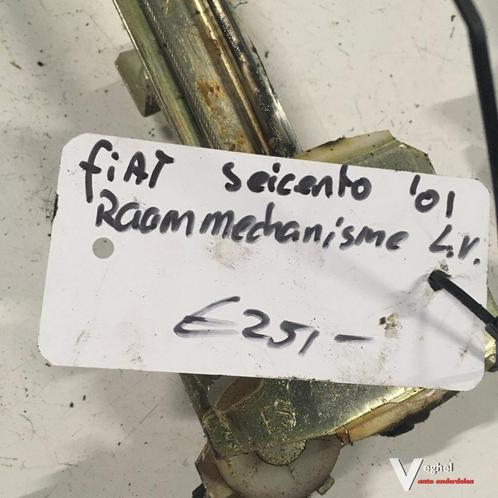 fiAT seicento '01
Raammechanisme L.V.
€25,-
Veghel
auto onderdelen